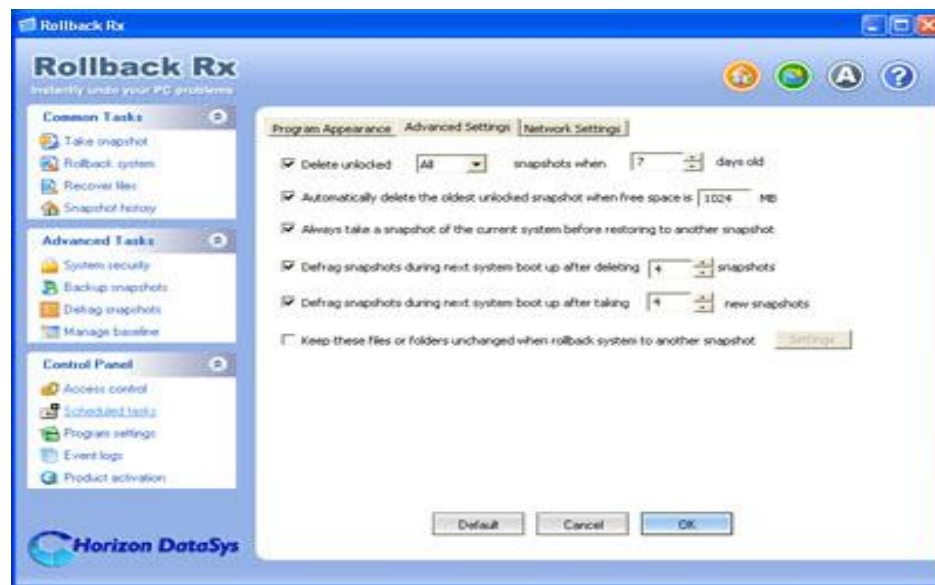 Rollback Rx
Rollback Rx
Instantly undo your PC problems
Common Tasks
Take snapshot
Rollback system
Recover files
Snapshot history
Advanced Tasks
System security
Backup snapshots
Defrag snapshots
Manage baseline
Control Panel
Access control
Scheduled tasks
Program settings
Event logs
Product activation
Horizon DataSys
A ?
Program Appearance Advanced Settings Network Settings
Delete unlocked All snapshots when 7 days old
Automatically delete the oldest unlocked snapshot when free space is 1024 MB
Always take a snapshot of the current system before restoring to another snapshot
Defrag snapshots during next system boot up after deleting 4 snapshots
Defrag snapshots during next system boot up after taking 4 new snapshots
Keep these files or folders unchanged when rollback system to another snapshot Settings
Default Cancel OK